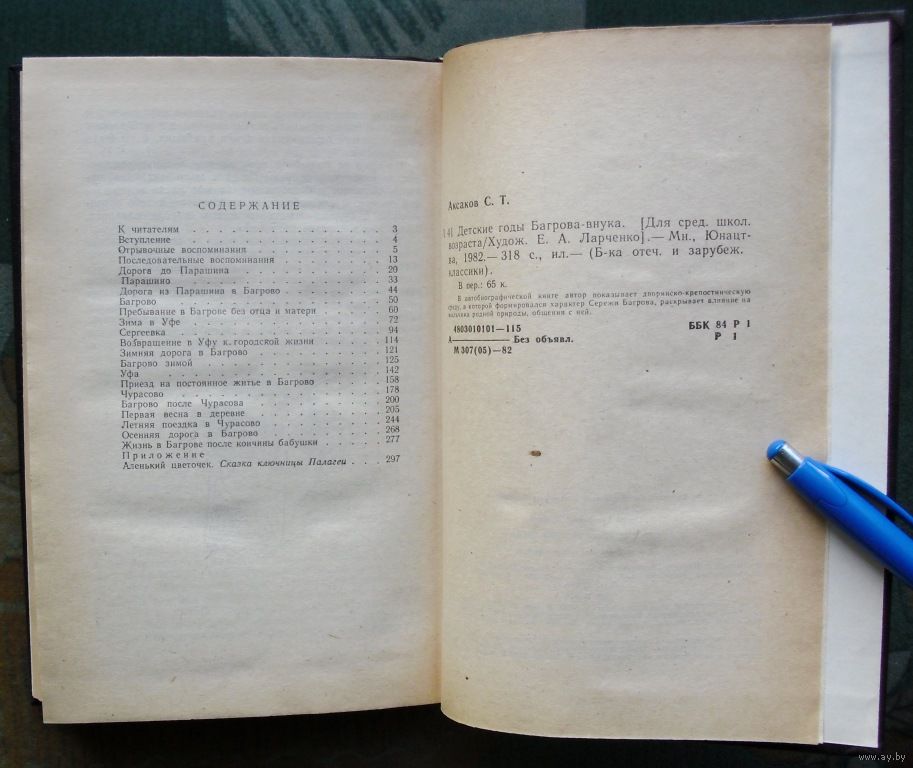 СОДЕРЖАНИЕ
К читателям . . . . . . . . . . 3
Вступление . . . . . . . . . . 4
Отрывочные воспоминания . . . . . . 5
Последовательные воспоминания . . . . . 13
Дорога до Парашина . . . . . . . 20
Парашино . . . . . . . . . . 33
Дорога из Парашина в Багрово . . . . . 44
Багрово . . . . . . . . . . 50
Пребывание в Багрове без отца и матери . . . 60
Зима в Уфе . . . . . . . . . . 72
Сергеевка . . . . . . . . . . 94
Возвращение в Уфу к городской жизни . . . . 114
Зимняя дорога в Багрово . . . . . . 121
Багрово зимой . . . . . . . . . 125
Уфа . . . . . . . . . . 142
Приезд на постоянное житье в Багрово . . . . 158
Чурасово . . . . . . . . . . 178
Багрово после Чурасова . . . . . . 200
Первая весна в деревне . . . . . . 205
Летняя поездка в Чурасово . . . . . . 244
Осенняя дорога в Багрово . . . . . . 268
Жизнь в Багрове после кончины бабушки . . . . 277
Приложение
Аленький цветочек. Сказка ключницы Палагеи . . . 297
Аксаков С. Т.
Детские годы Багрова-внука. [Для сред. школ.
возраста/Худож. Е. А. Ларченко].— Мн., Юнацт-
ва, 1982.— 318 с., ил.— (Б-ка отеч. и зарубеж.
классики).
В пер.: 65 к.
В автобиографической книге автор показывает дворянско-крепостническую
среду, в которой формировался характер Сережи Багрова, раскрывает влияние на
родной природы, общения с ней.
4803010101—115
А———— Без объявл.
М 307(05)—82
ББК 84 Р 1
Р 1
www.ay.by